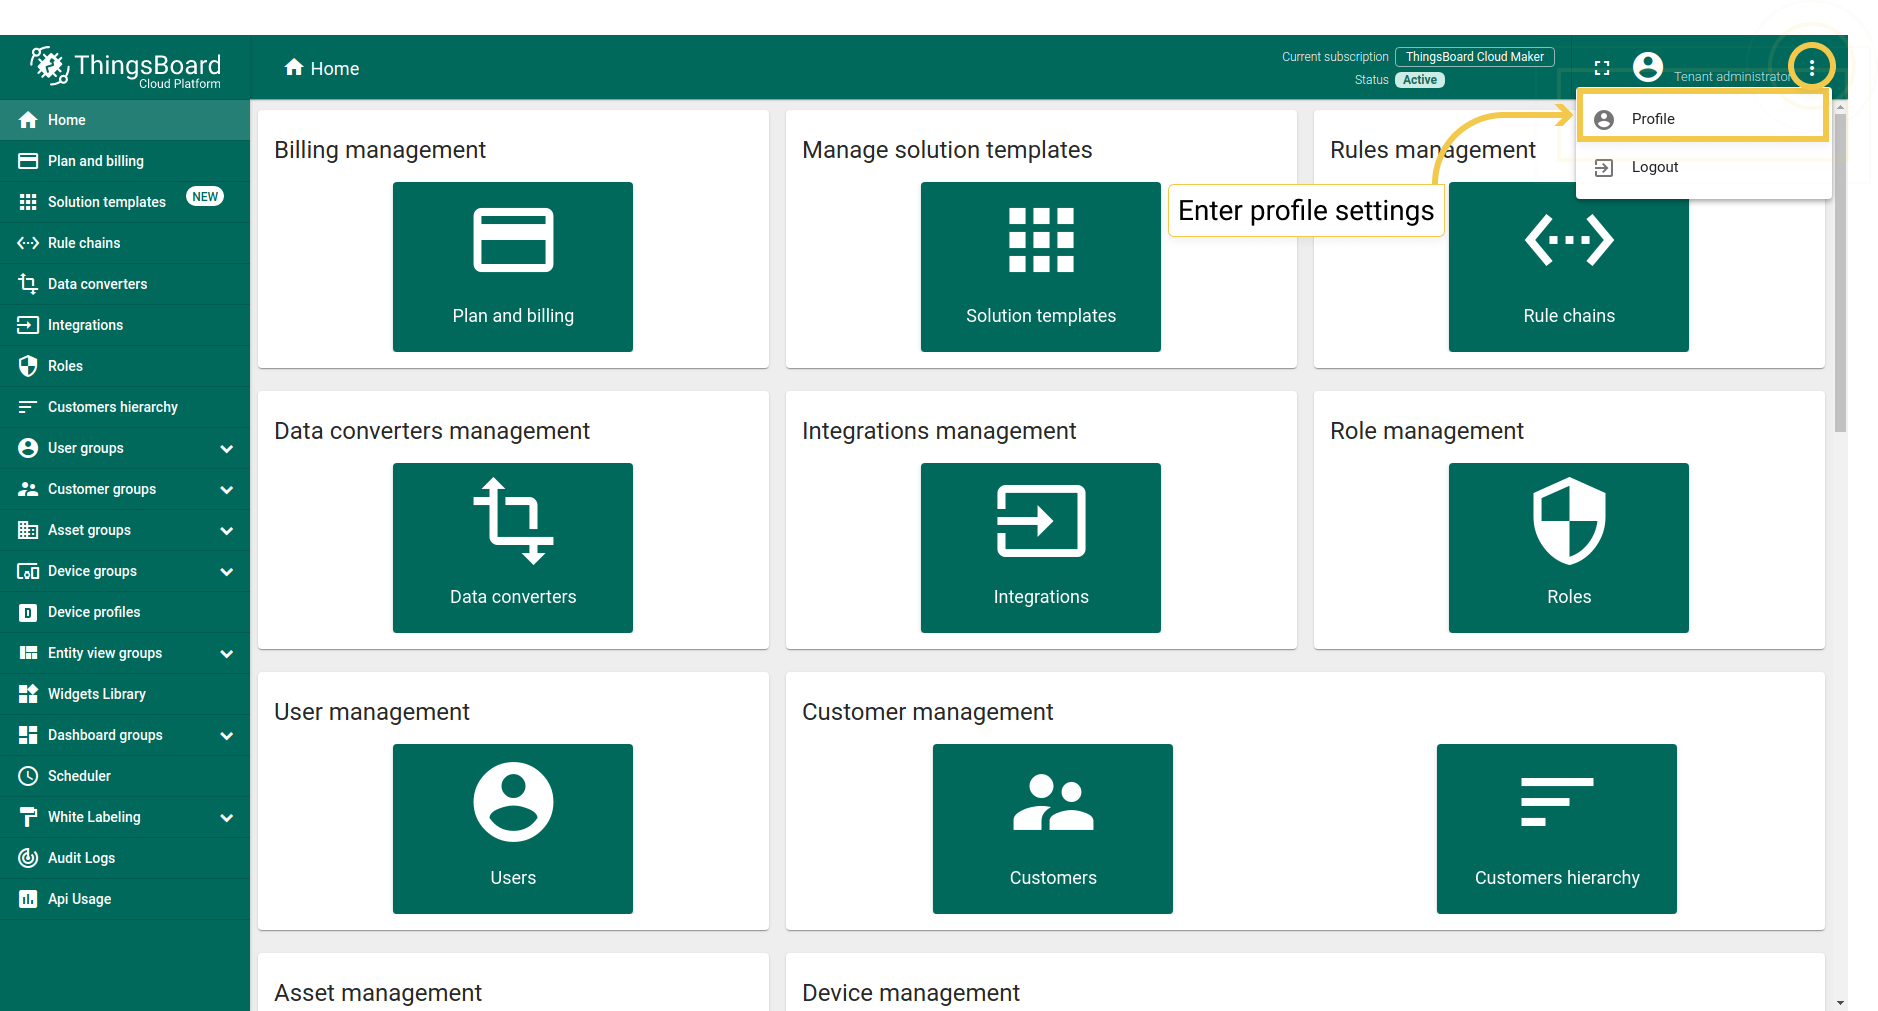 ThingsBoard
Cloud Platform
Home
Current subscription
ThingsBoard Cloud Maker
Status
Active
Tenant administrator
Profile
Logout
Enter profile settings
Home
Plan and billing
Solution templates
NEW
Rule chains
Data converters
Integrations
Roles
Customers hierarchy
User groups
Customer groups
Asset groups
Device groups
Device profiles
Entity view groups
Widgets Library
Dashboard groups
Scheduler
White Labeling
Audit Logs
Api Usage
Billing management
Plan and billing
Manage solution templates
Solution templates
Rules management
Rule chains
Data converters management
Data converters
Integrations management
Integrations
Role management
Roles
User management
Users
Customer management
Customers
Customers hierarchy
Asset management
Device management